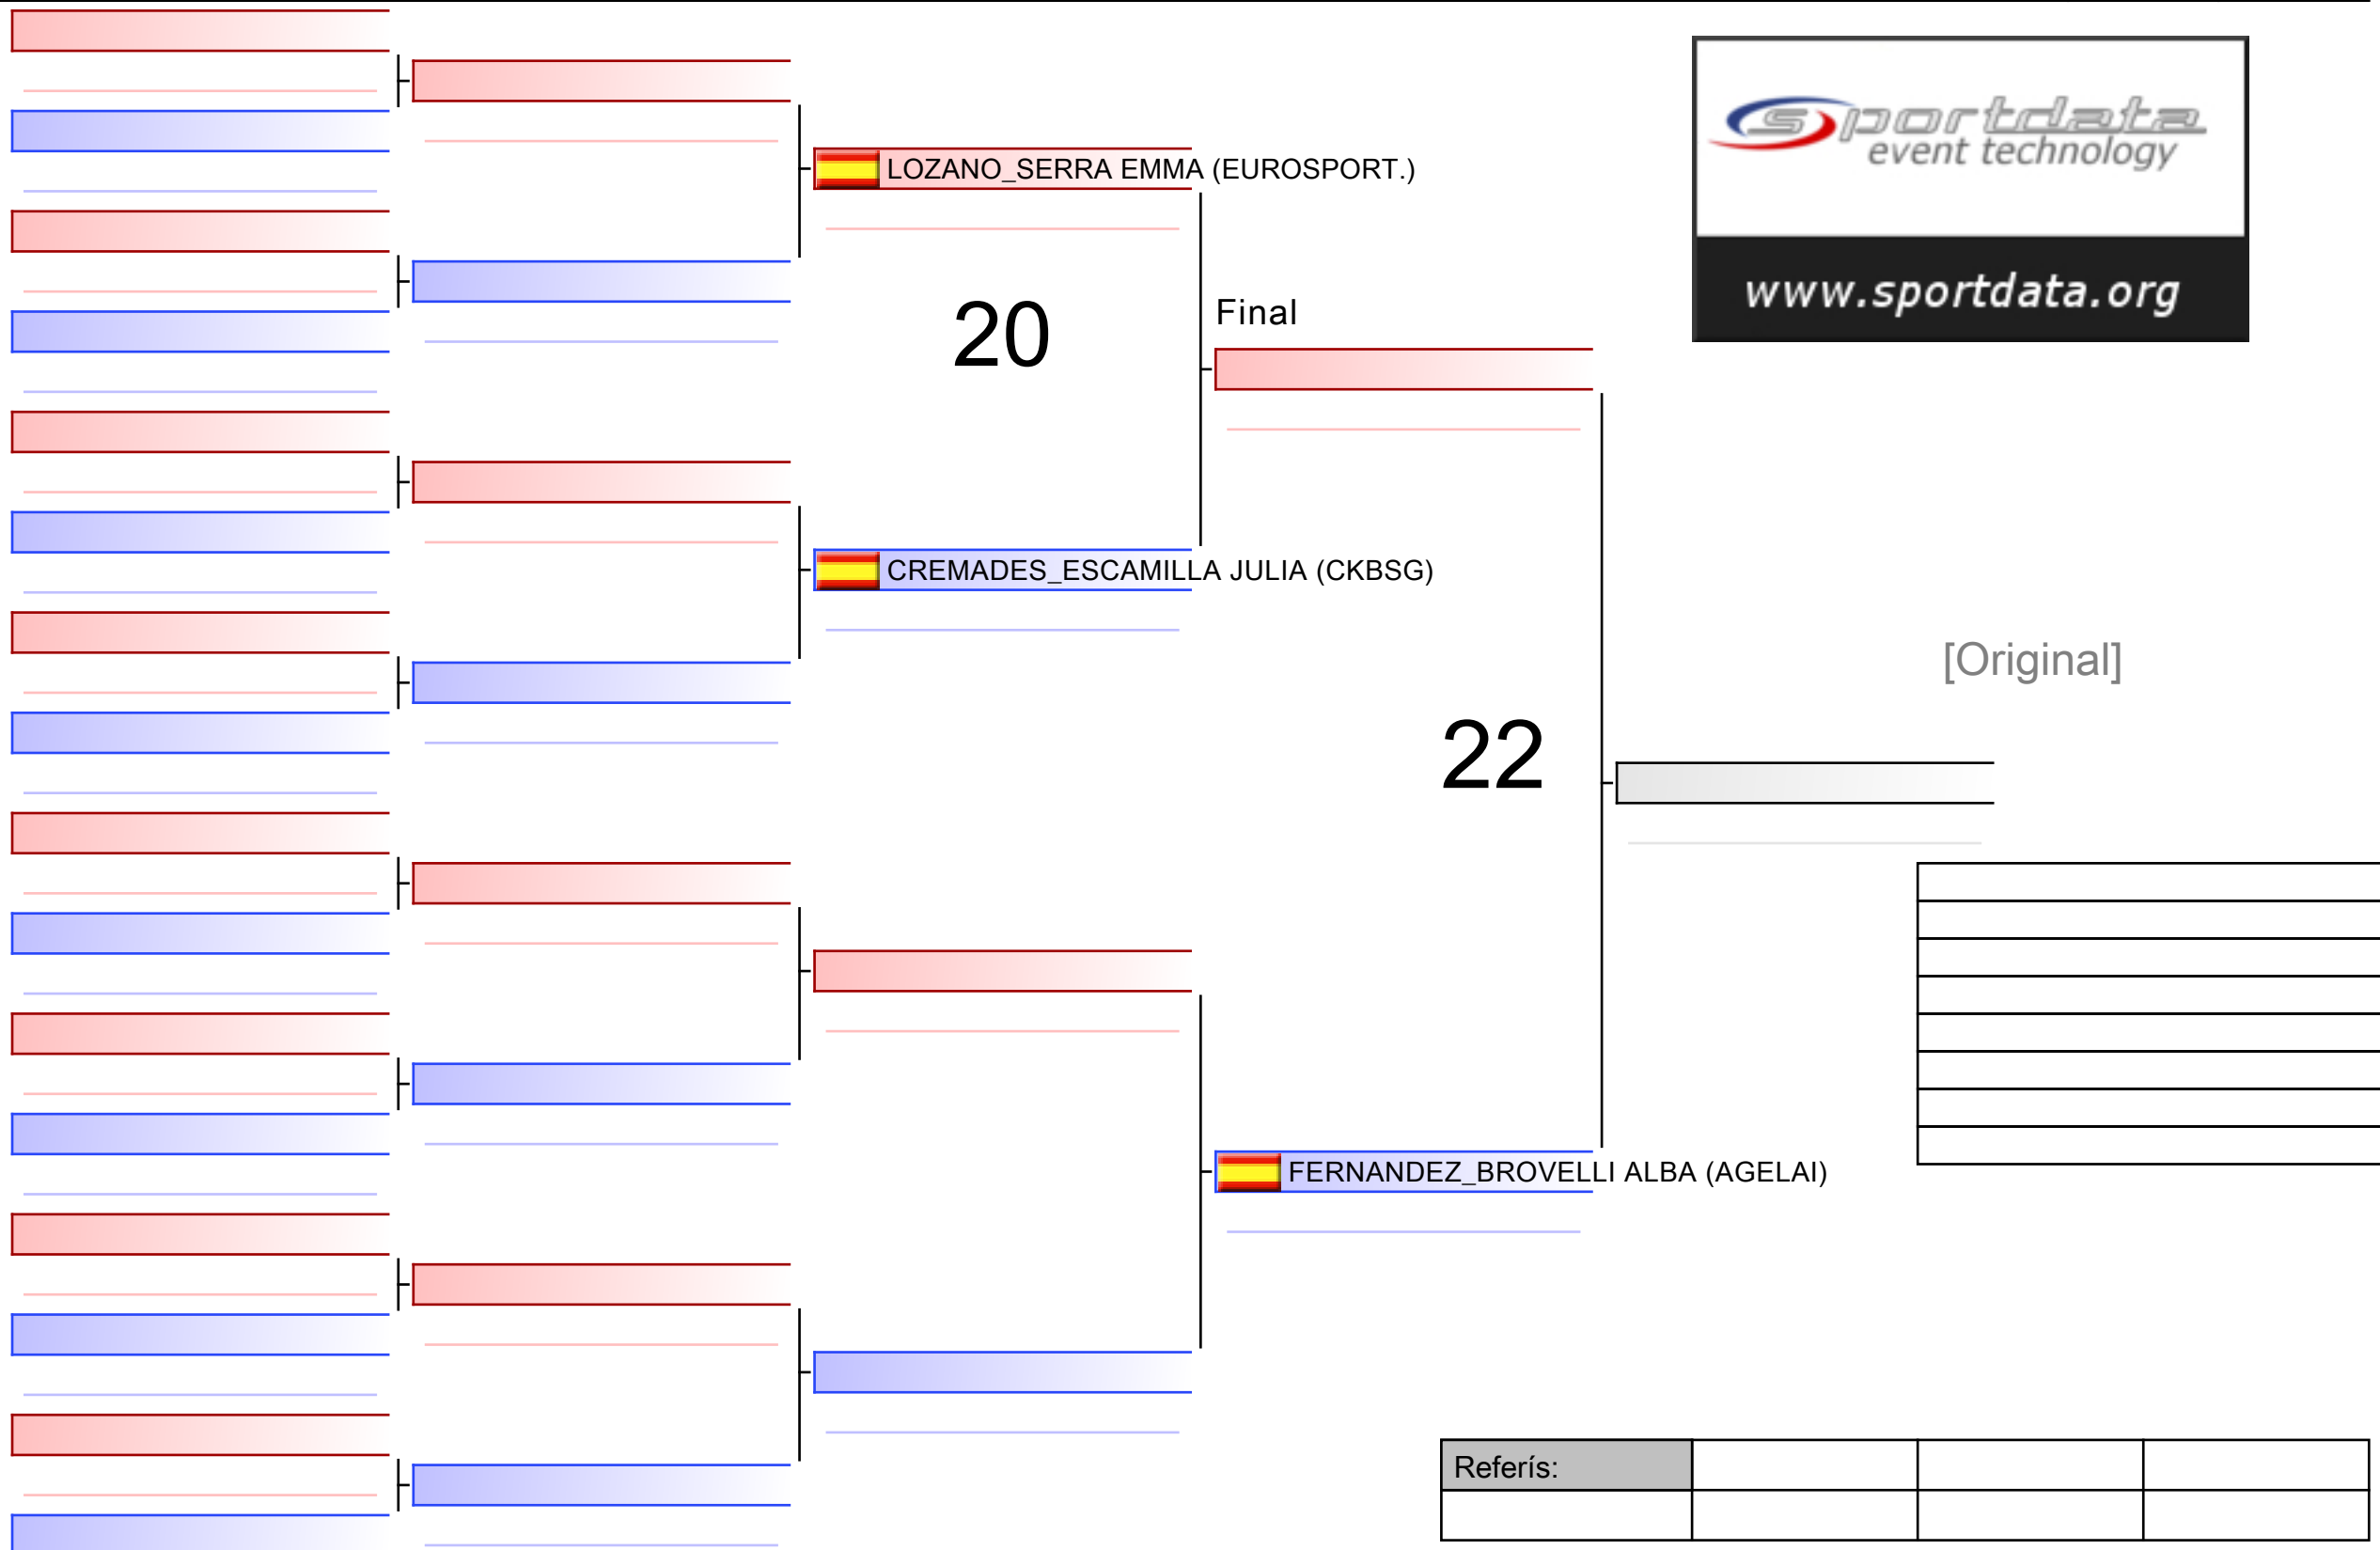 sportdata
event technology
www.sportdata.org
LOZANO_SERRA EMMA (EUROSPORT.)
20
Final
CREMADES_ESCAMILLA JULIA (CKBSG)
[Original]
22
FERNANDEZ_BROVELLI ALBA (AGELAI)
Referís: